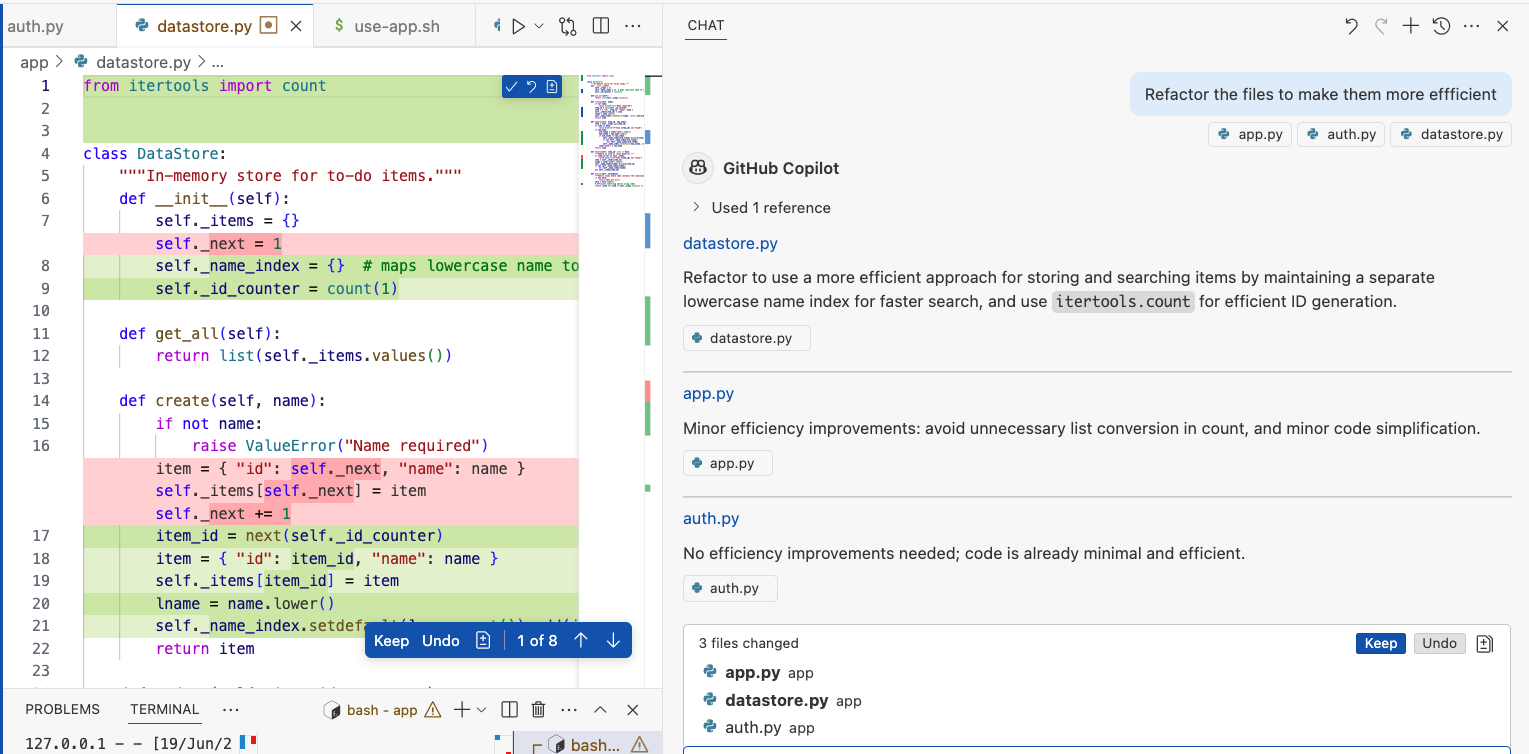 auth.py
datastore.py
$ use-app.sh
app > datastore.py > ...
1 from itertools import count
2
3
4 class DataStore:
5 """In-memory store for to-do items."""
6 def __init__(self):
7 self._items = {}
self._next = 1
8 self._name_index = {} # maps lowercase name to
9 self._id_counter = count(1)
10
11 def get_all(self):
12 return list(self._items.values())
13
14 def create(self, name):
15 if not name:
16 raise ValueError("Name required")
item = { "id": self._next, "name": name }
self._items[self._next] = item
self._next += 1
17 item_id = next(self._id_counter)
18 item = { "id": item_id, "name": name }
19 self._items[item_id] = item
20 lname = name.lower()
21 self._name_index.setdef
22 return item
23
Keep Undo 1 of 8
PROBLEMS TERMINAL ...
bash - app
127.0.0.1 - - [19/Jun/2
bash...
CHAT
Refactor the files to make them more effficient
app.py auth.py datastore.py
GitHub Copilot
> Used 1 reference
datastore.py
Refactor to use a more efficient approach for storing and searching items by maintaining a separate
lowercase name index for faster search, and use itertools.count for efficient ID generation.
datastore.py
app.py
Minor efficiency improvements: avoid unnecessary list conversion in count, and minor code simplification.
app.py
auth.py
No efficiency improvements needed; code is already minimal and efficient.
auth.py
3 files changed Keep Undo
app.py app
datastore.py app
auth.py app